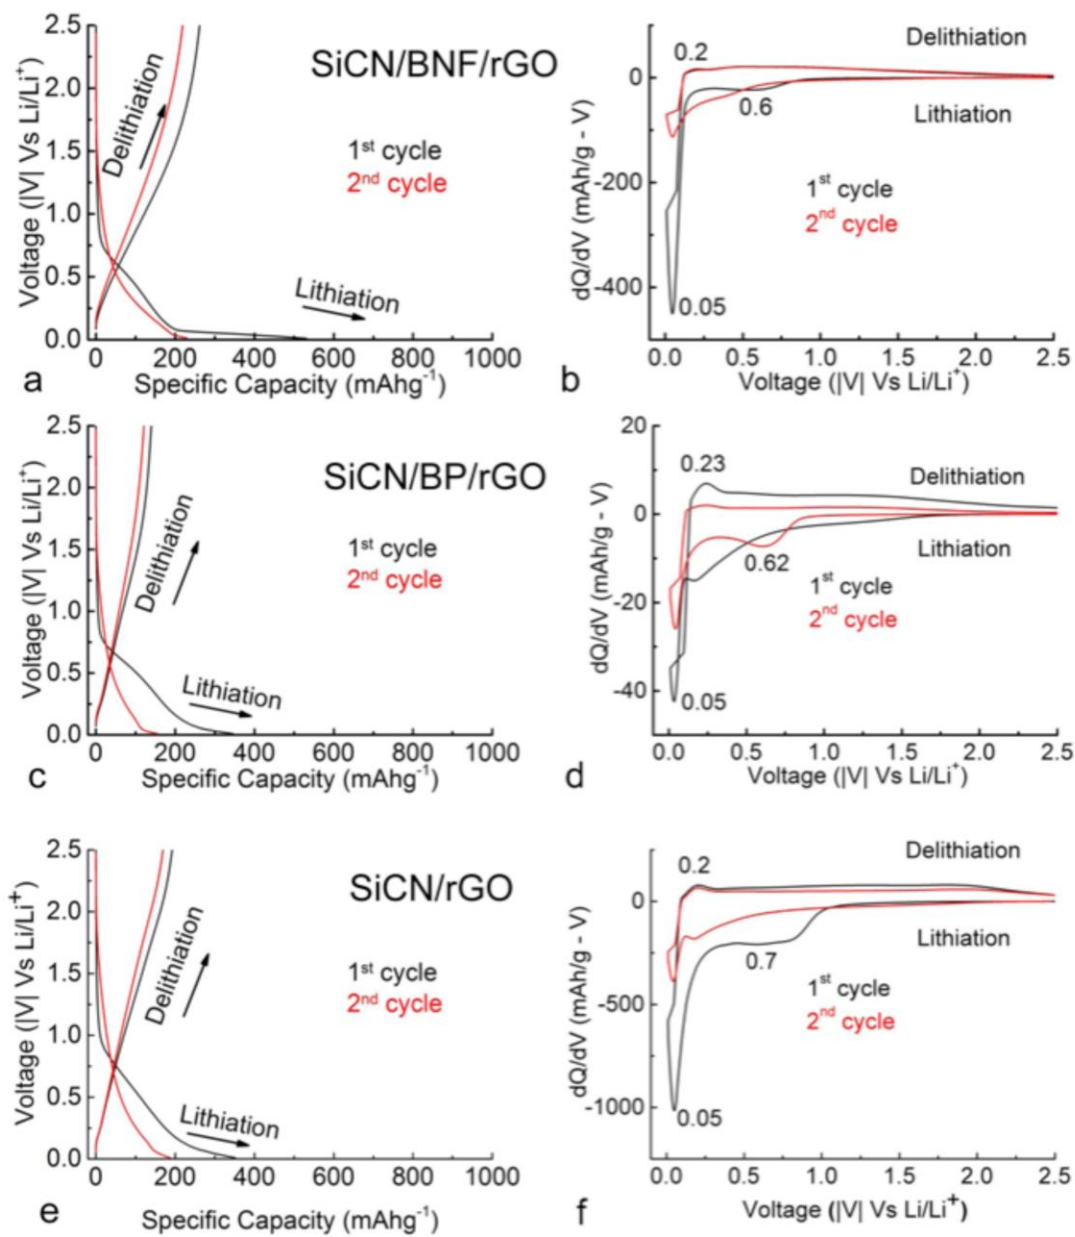 2.5
2.0
1.5
1.0
0.5
0.0
Voltage (|V| Vs Li/Li⁺)
Delithiation
SiCN/BNF/rGO
1ˢᵗ cycle
2ⁿᵈ cycle
Lithiation
0 200 400 600 800 1000
Specific Capacity (mAhg⁻¹)
a
0
-200
-400
dQ/dV (mAh/g - V)
0.2
Delithiation
0.6
Lithiation
1ˢᵗ cycle
2ⁿᵈ cycle
0.05
0.0 0.5 1.0 1.5 2.0 2.5
Voltage (|V| Vs Li/Li⁺)
b
2.5
2.0
1.5
1.0
0.5
0.0
Voltage (|V| Vs Li/Li⁺)
SiCN/BP/rGO
Delithiation
1ˢᵗ cycle
2ⁿᵈ cycle
Lithiation
0 200 400 600 800 1000
Specific Capacity (mAhg⁻¹)
c
20
0
-20
-40
dQ/dV (mAh/g - V)
0.23
Delithiation
Lithiation
0.62
1ˢᵗ cycle
2ⁿᵈ cycle
0.05
0.0 0.5 1.0 1.5 2.0 2.5
Voltage (|V| Vs Li/Li⁺)
d
2.5
2.0
1.5
1.0
0.5
0.0
Voltage (|V| Vs Li/Li⁺)
SiCN/rGO
Delithiation
1ˢᵗ cycle
2ⁿᵈ cycle
Lithiation
0 200 400 600 800 1000
Specific Capacity (mAhg⁻¹)
e
0
-500
-1000
dQ/dV (mAh/g - V)
0.2
Delithiation
Lithiation
0.7
1ˢᵗ cycle
2ⁿᵈ cycle
0.05
0.0 0.5 1.0 1.5 2.0 2.5
Voltage (|V| Vs Li/Li⁺)
f